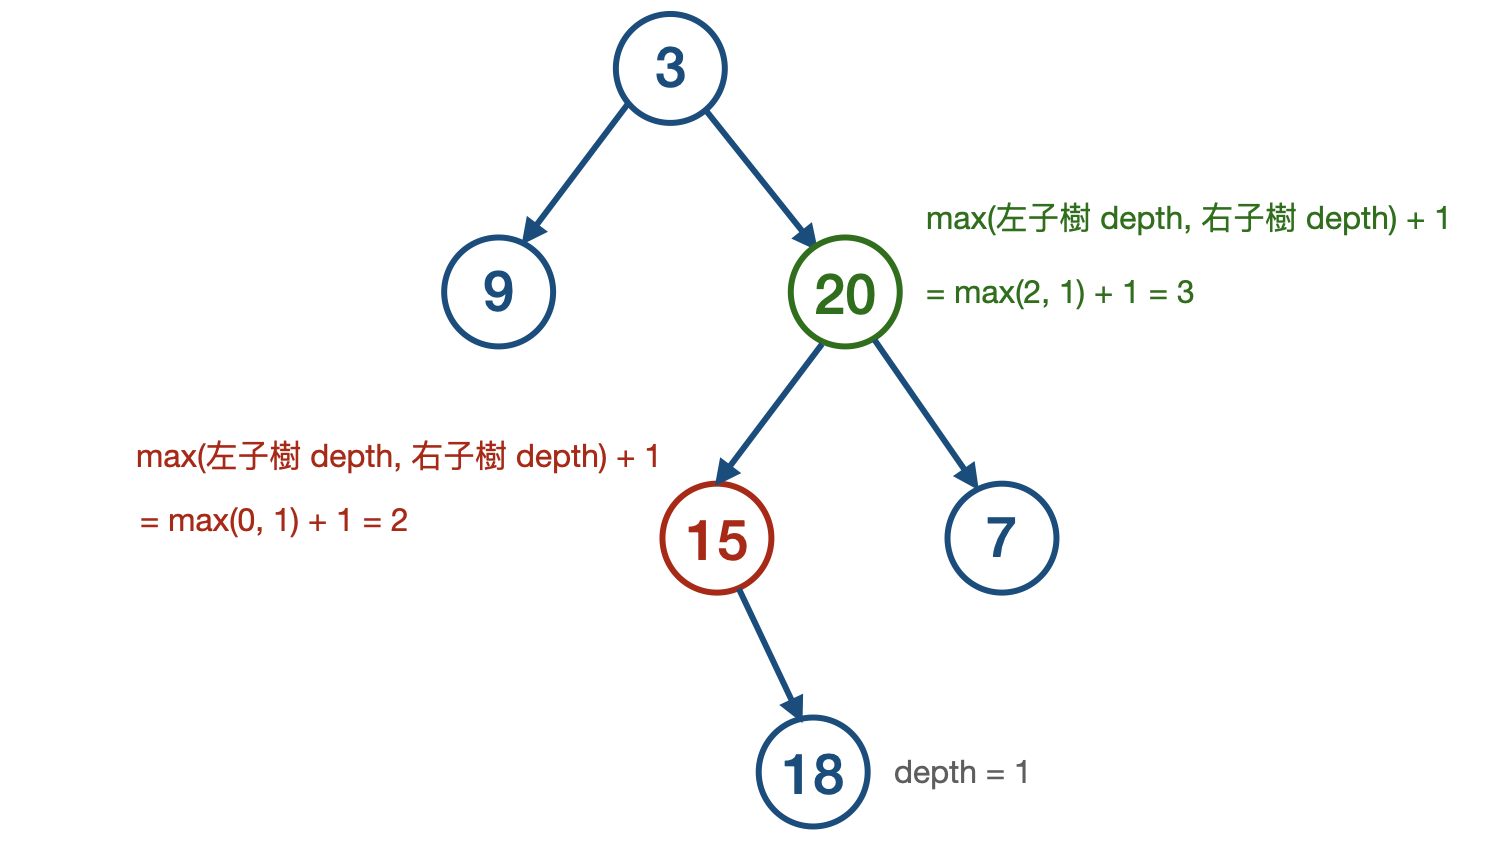 3
max(左子樹 depth, 右子樹 depth) + 1
9
20
= max(2, 1) + 1 = 3
max(左子樹 depth, 右子樹 depth) + 1
= max(0, 1) + 1 = 2
15
7
18
depth = 1